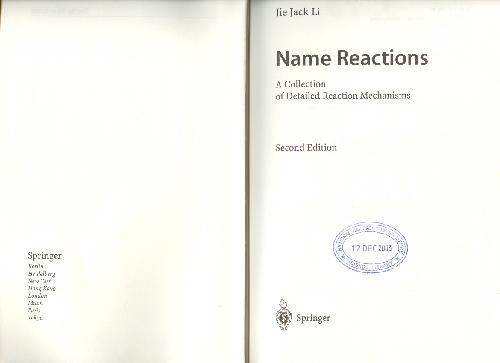 Springer
Berlin
Heidelberg
New York
Hong Kong
London
Milan
Paris
Tokyo
Jie Jack Li
Name Reactions
A Collection
of Detailed Reaction Mechanisms
Second Edition
12 DEC 2013
Springer